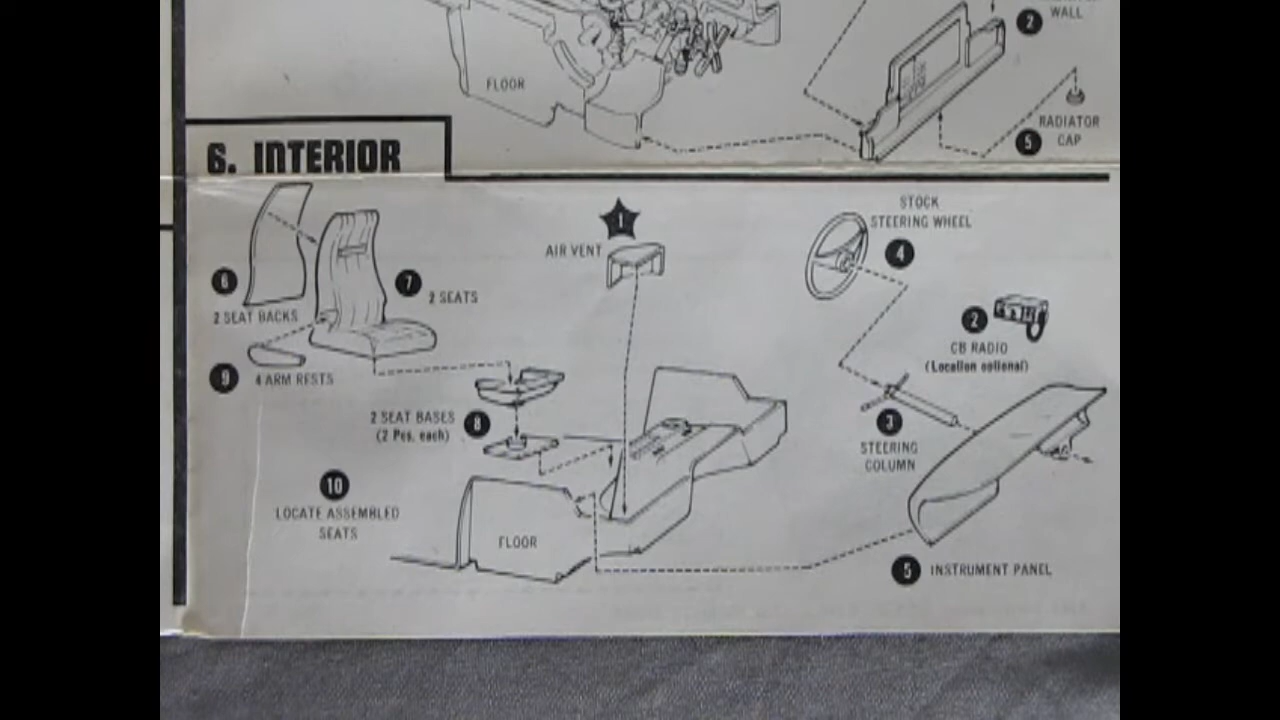 WALL
2
FLOOR
RADIATOR
CAP
5
6. INTERIOR
1
AIR VENT
STOCK
STEERING WHEEL
4
6
2 SEAT BACKS
7
2 SEATS
9
4 ARM RESTS
2
CB RADIO
(Location optional)
2 SEAT BASES
(2 Pcs. each)
8
3
STEERING
COLUMN
10
LOCATE ASSEMBLED
SEATS
FLOOR
5
INSTRUMENT PANEL